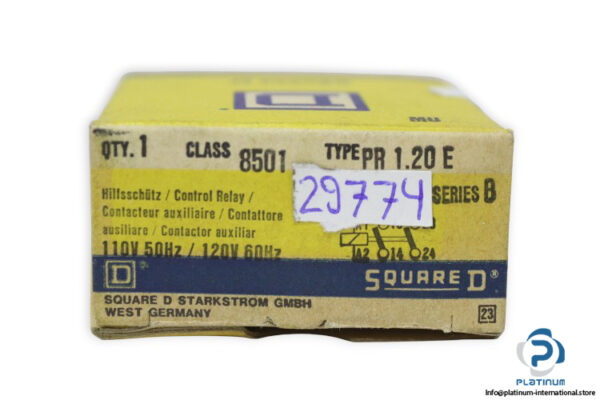 QTY. 1 CLASS 8501 TYPE PR 1.20 E
29774
SERIES B
Hilfsschütz / Control Relay /
Contacteur auxiliaire / Contattore
ausiliare / Contactor auxiliar
110V 50Hz / 120V 60Hz
A2 14 24
D
SQUARE D®
SQUARE D STARKSTROM GMBH
WEST GERMANY
23
PLATINUM
Info@platinum-international.store